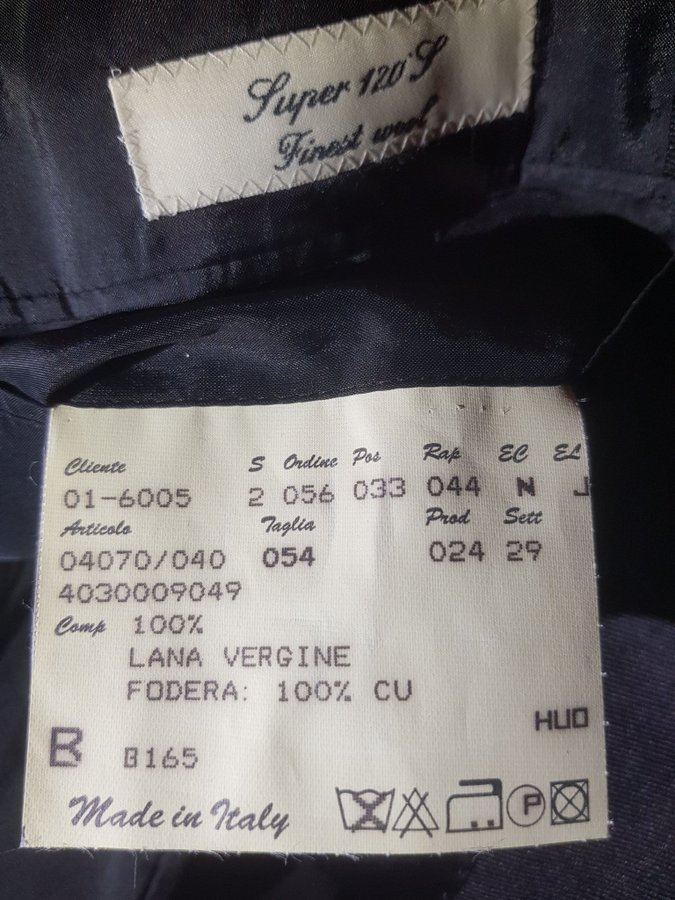 Super 120'S
Finest wool
Cliente S Ordine Pos Rap EC EL
01-6005 2 056 033 044 N J
Articolo Taglia Prod Sett
04070/040 054 024 29
4030009049
Comp 100%
LANA VERGINE
FODERA: 100% CU
HUO
B B165
Made in Italy
P